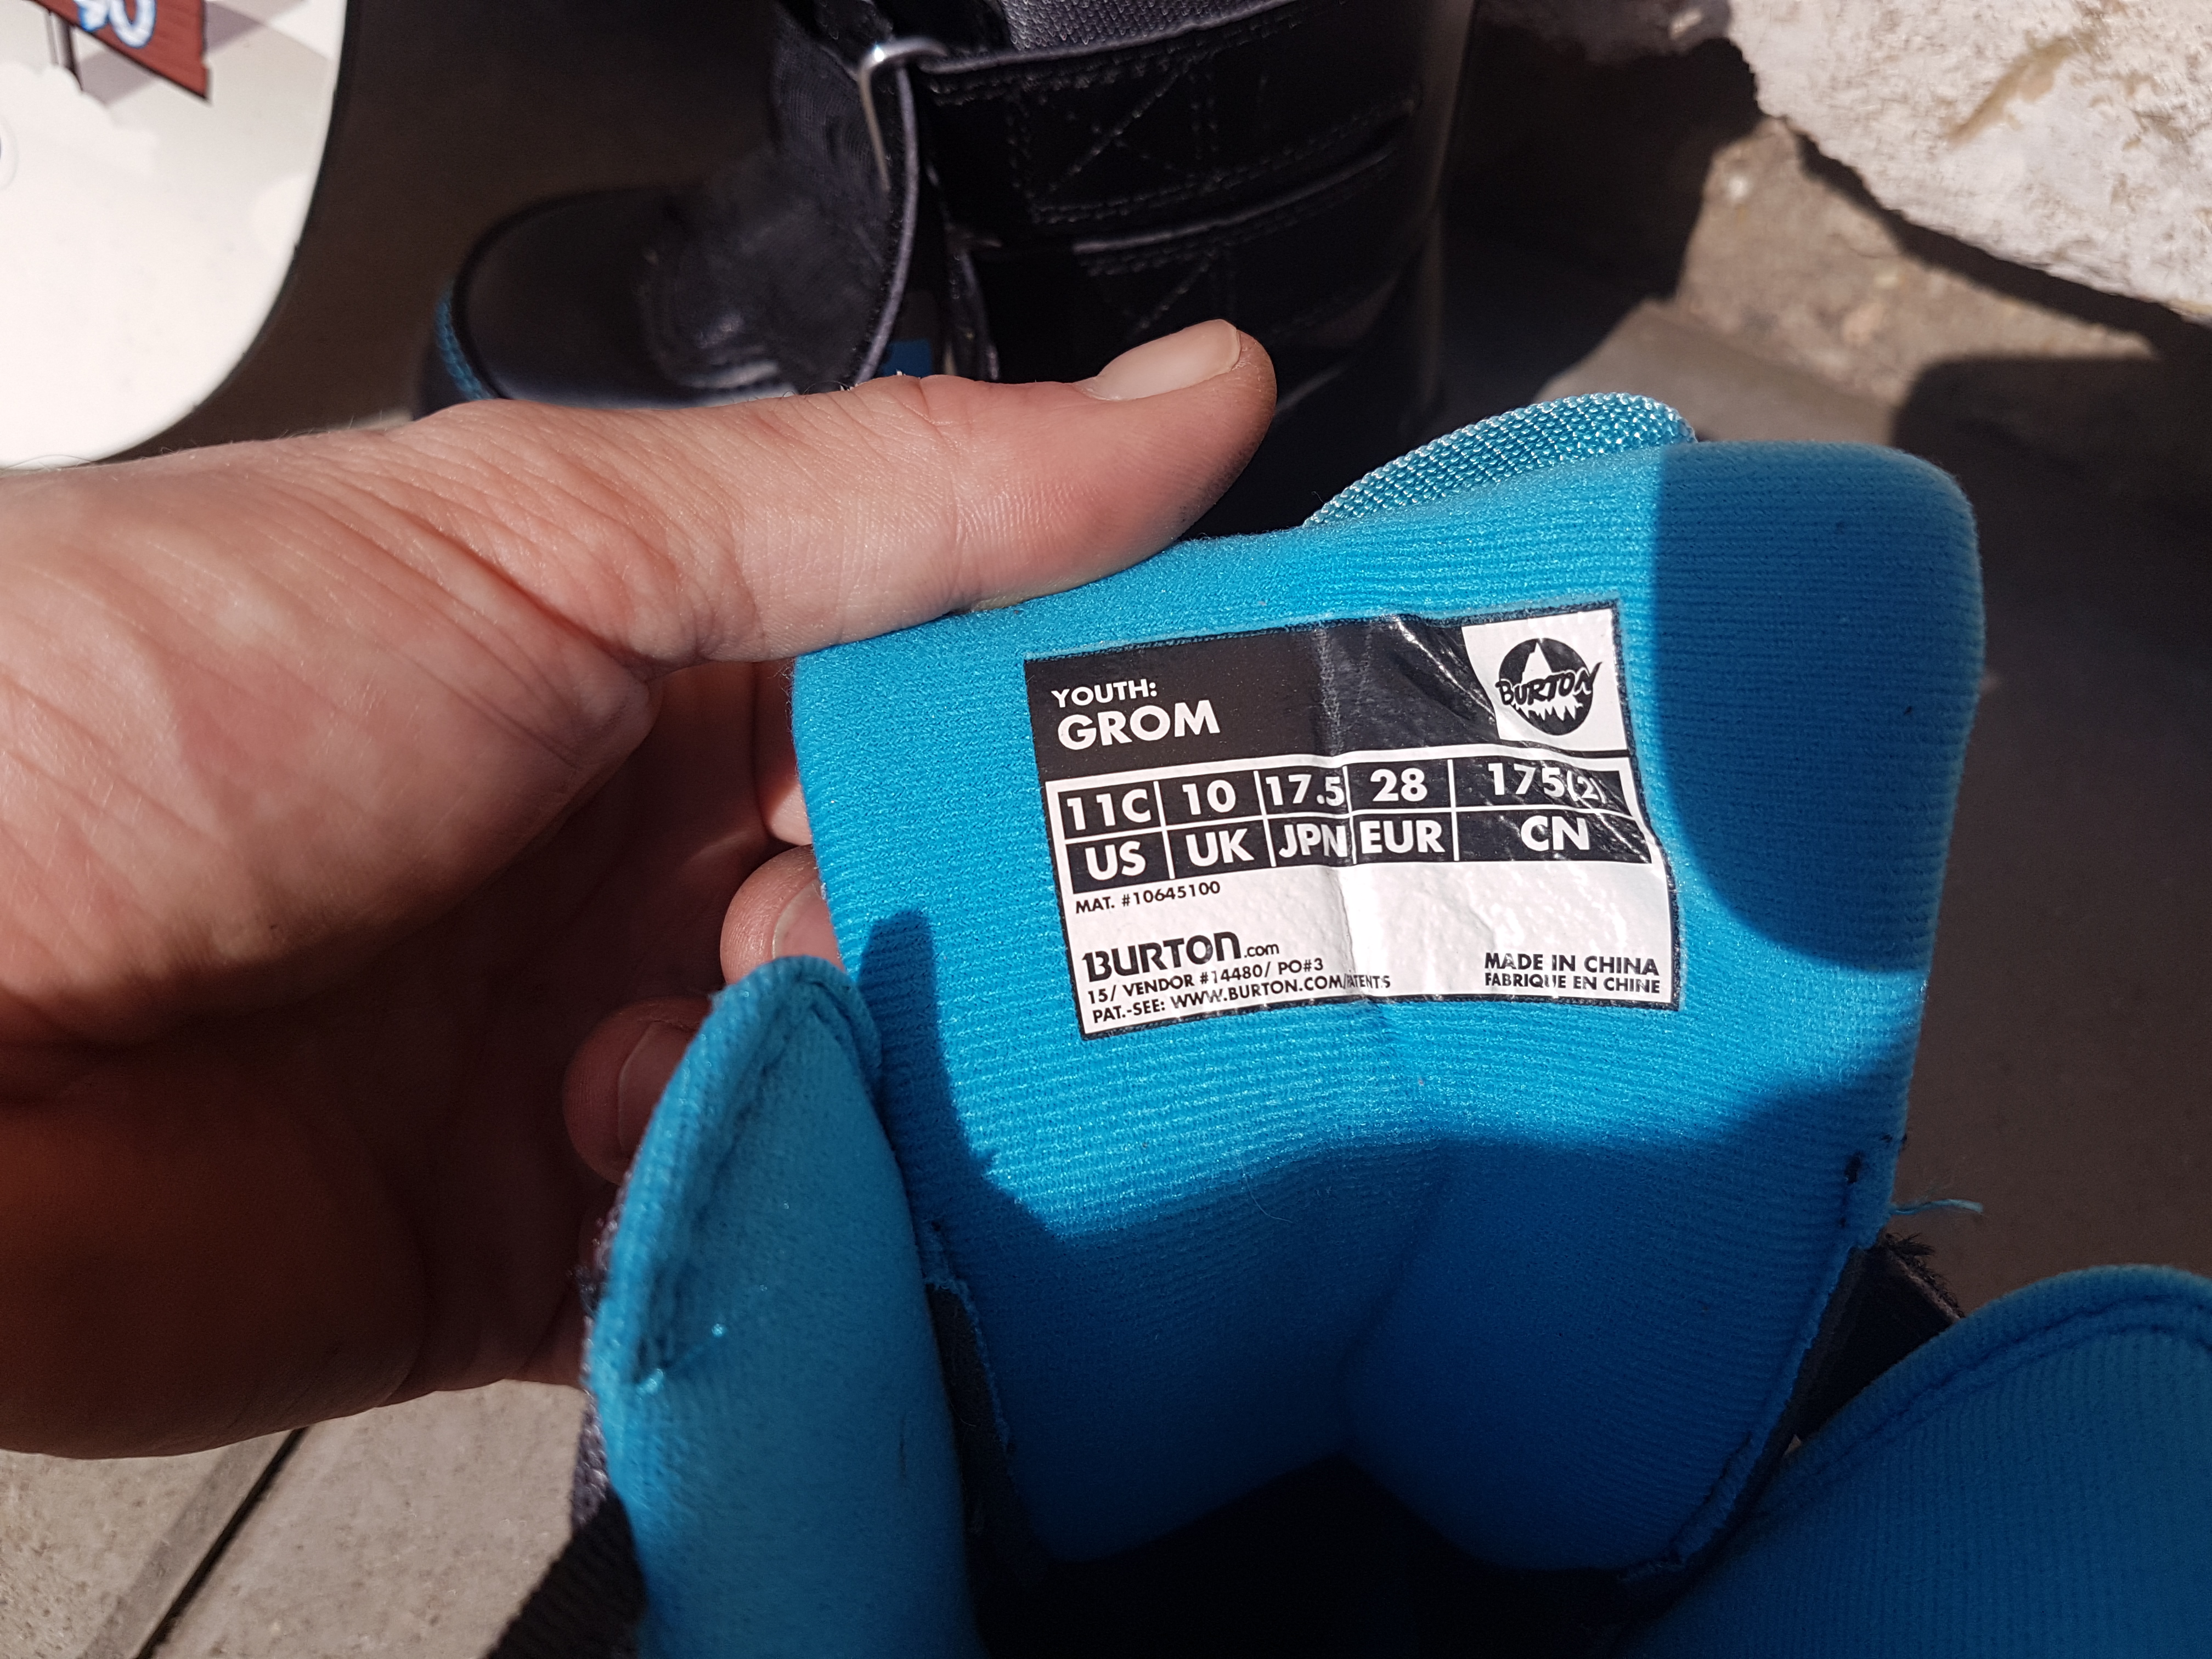 YOUTH:
GROM
BURTON
11C 10 17.5 28 175(2)
US UK JPN EUR CN
MAT. #10645100
BURTON.com
15/ VENDOR #14480/ PO#3
PAT.-SEE: WWW.BURTON.COM/PATENTS
MADE IN CHINA
FABRIQUE EN CHINE